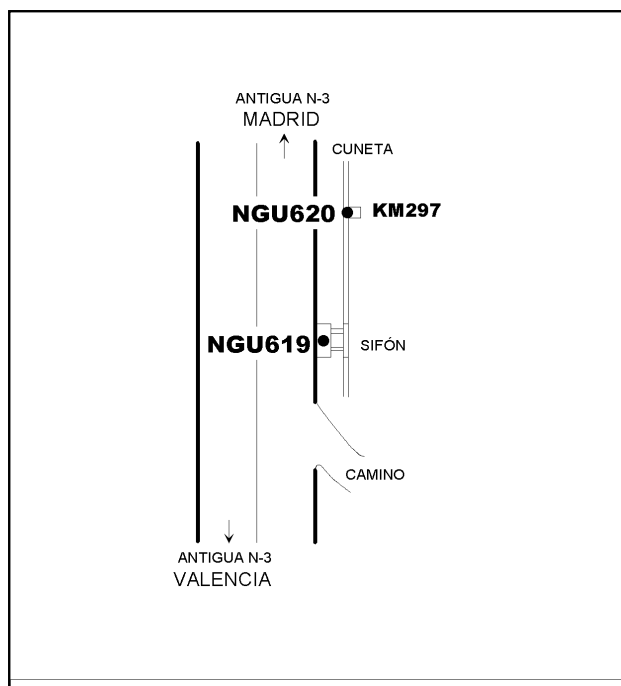 ANTIGUA N-3
MADRID
CUNETA
NGU620
KM297
NGU619
SIFÓN
CAMINO
ANTIGUA N-3
VALENCIA